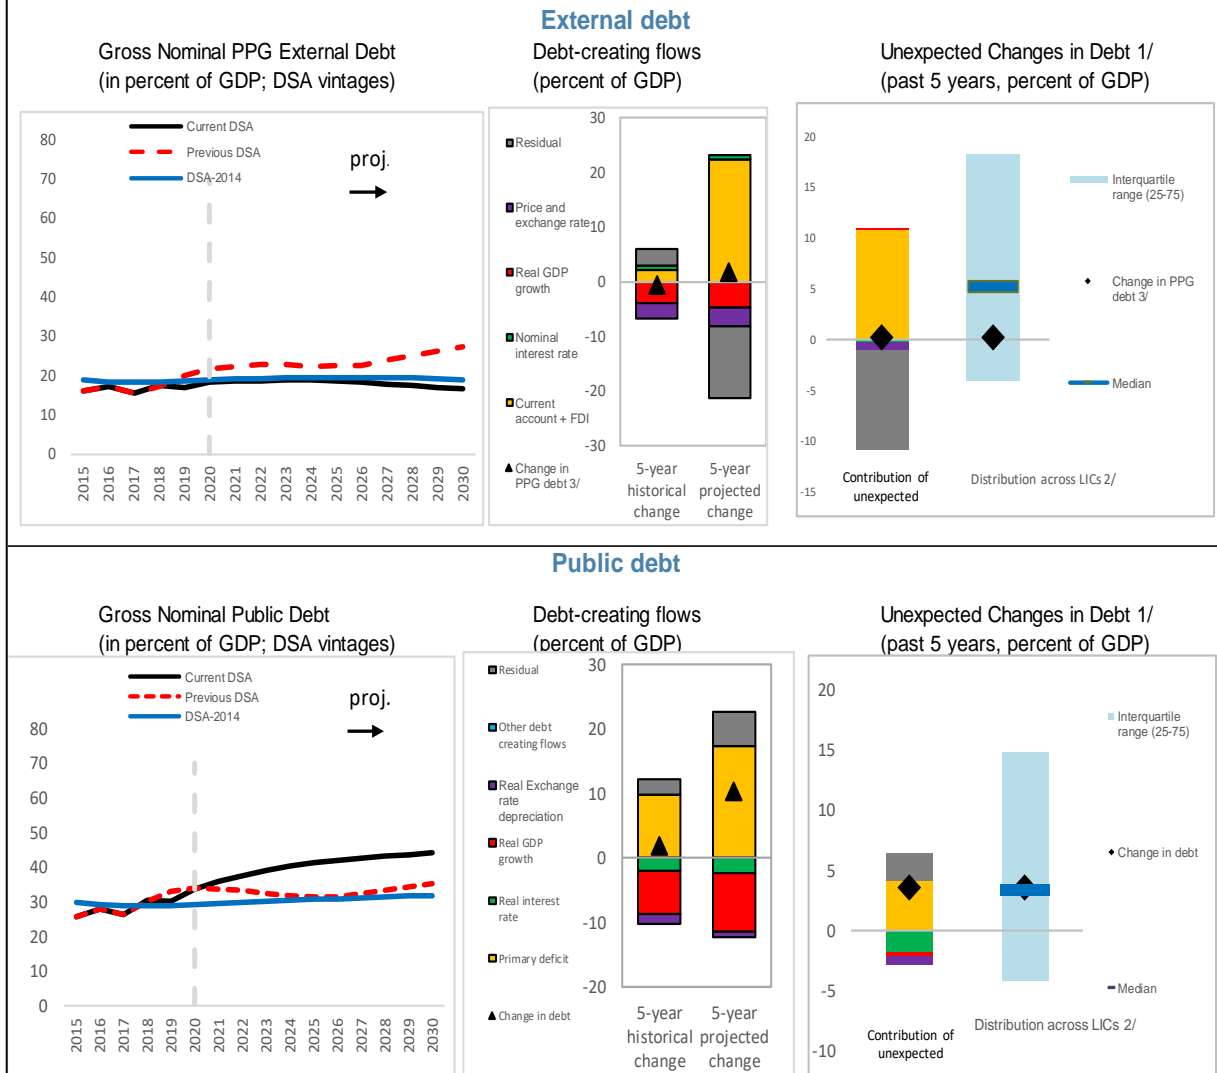 External debt
Gross Nominal PPG External Debt
(in percent of GDP; DSA vintages)
Current DSA
Previous DSA
DSA-2014
proj.
80
70
60
50
40
30
20
10
0
2015
2016
2017
2018
2019
2020
2021
2022
2023
2024
2025
2026
2027
2028
2029
2030
Debt-creating flows
(percent of GDP)
Residual
Price and
exchange rate
Real GDP
growth
Nominal
interest rate
Current
account + FDI
Change in
PPG debt 3/
30
20
10
0
-10
-20
-30
5-year
historical
change
5-year
projected
change
Unexpected Changes in Debt 1/
(past 5 years, percent of GDP)
20
15
10
5
0
-5
-10
-15
Interquartile
range (25-75)
Change in PPG
debt 3/
Median
Contribution of
unexpected
Distribution across LICs 2/
Public debt
Gross Nominal Public Debt
(in percent of GDP; DSA vintages)
Current DSA
Previous DSA
DSA-2014
proj.
80
70
60
50
40
30
20
10
0
2015
2016
2017
2018
2019
2020
2021
2022
2023
2024
2025
2026
2027
2028
2029
2030
Debt-creating flows
(percent of GDP)
Residual
Other debt
creating flows
Real Exchange
rate
depreciation
Real GDP
growth
Real interest
rate
Primary deficit
Change in debt
30
20
10
0
-10
-20
5-year
historical
change
5-year
projected
change
Unexpected Changes in Debt 1/
(past 5 years, percent of GDP)
20
15
10
5
0
-5
-10
Interquartile
range (25-75)
Change in debt
Median
Contribution of
unexpected
Distribution across LICs 2/